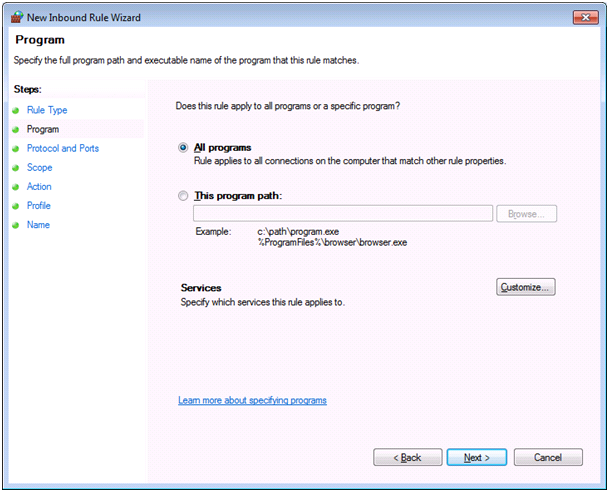 New Inbound Rule Wizard
Program
Specify the full program path and executable name of the program that this rule matches.
Steps:
Rule Type
Program
Protocol and Ports
Scope
Action
Profile
Name
Does this rule apply to all programs or a specific program?
All programs
Rule applies to all connections on the computer that match other rule properties.
This program path:
Browse...
Example: c:\path\program.exe
%ProgramFiles%\browser\browser.exe
Services
Customize...
Specify which services this rule applies to.
Learn more about specifying programs
< Back Next > Cancel